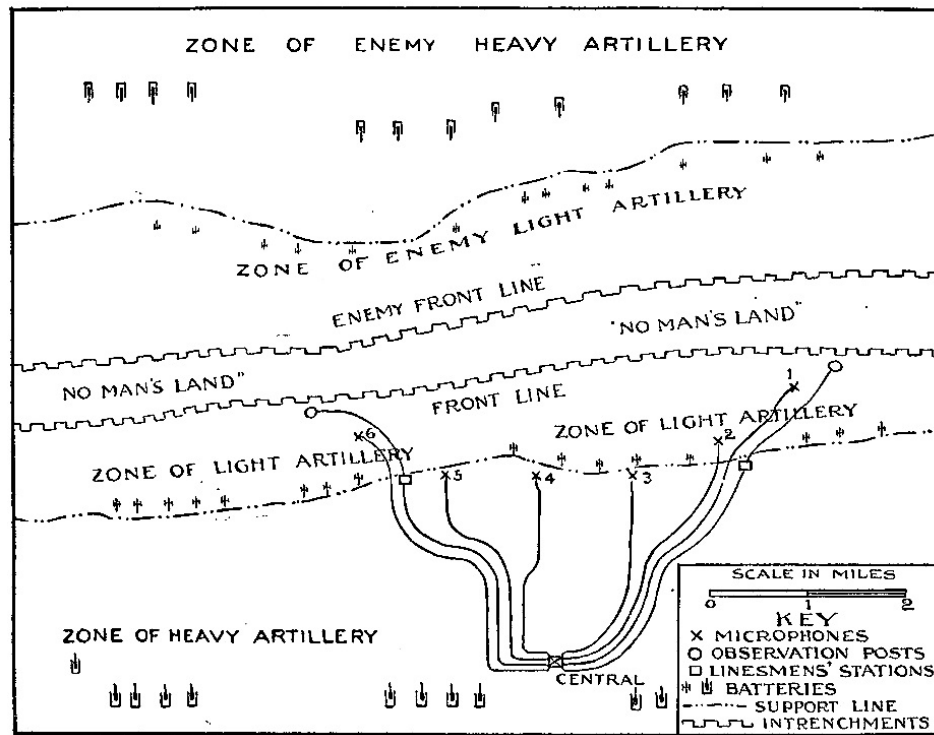 ZONE OF ENEMY HEAVY ARTILLERY
ZONE OF ENEMY LIGHT ARTILLERY
ENEMY FRONT LINE
"NO MAN'S LAND"
NO MAN'S LAND"
FRONT LINE
1
ZONE OF LIGHT ARTILLERY
2
6
ZONE OF LIGHT ARTILLERY
5
4
3
ZONE OF HEAVY ARTILLERY
CENTRAL
SCALE IN MILES
0 1 2
KEY
MICROPHONES
OBSERVATION POSTS
LINESMENS' STATIONS
BATTERIES
SUPPORT LINE
INTRENCHMENTS